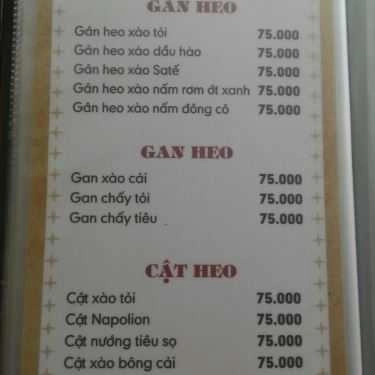 GÂN HEO
Gân heo xào tỏi 75.000
Gân heo xào dầu hào 75.000
Gân heo xào Satế 75.000
Gân heo xào nấm rơm ớt xanh 75.000
Gân heo xào nấm đông cô 75.000
GAN HEO
Gan xào cải 75.000
Gan cháy tỏi 75.000
Gan cháy tiêu 75.000
CẬT HEO
Cật xào tỏi 75.000
Cật Napolion 75.000
Cật nướng tiêu sọ 75.000
Cật xào bông cải 75.000